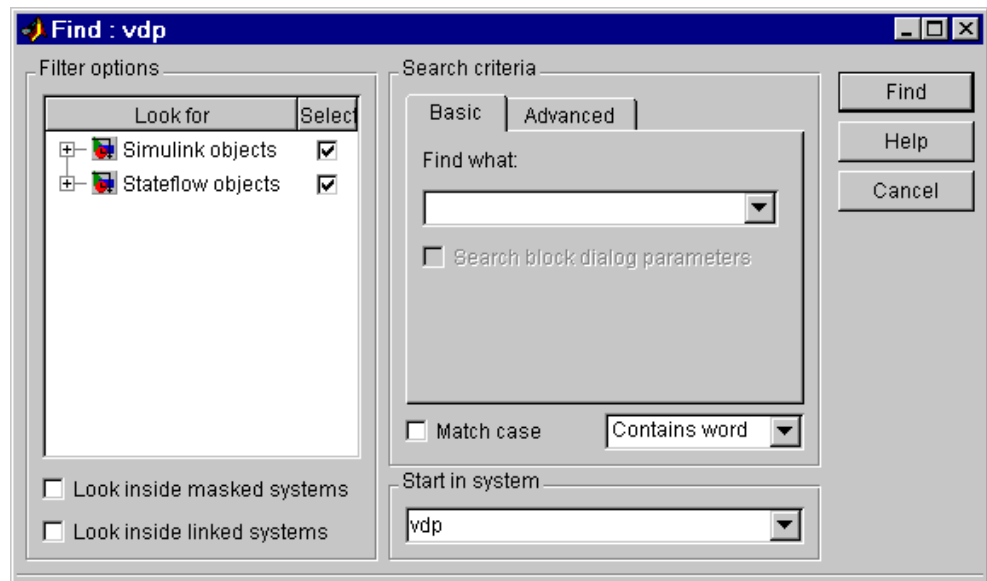 Find : vdp
Filter options
Look for Select
Simulink objects
Stateflow objects
Look inside masked systems
Look inside linked systems
Search criteria
Basic Advanced
Find what:
Search block dialog parameters
Match case Contains word
Start in system
vdp
Find
Help
Cancel